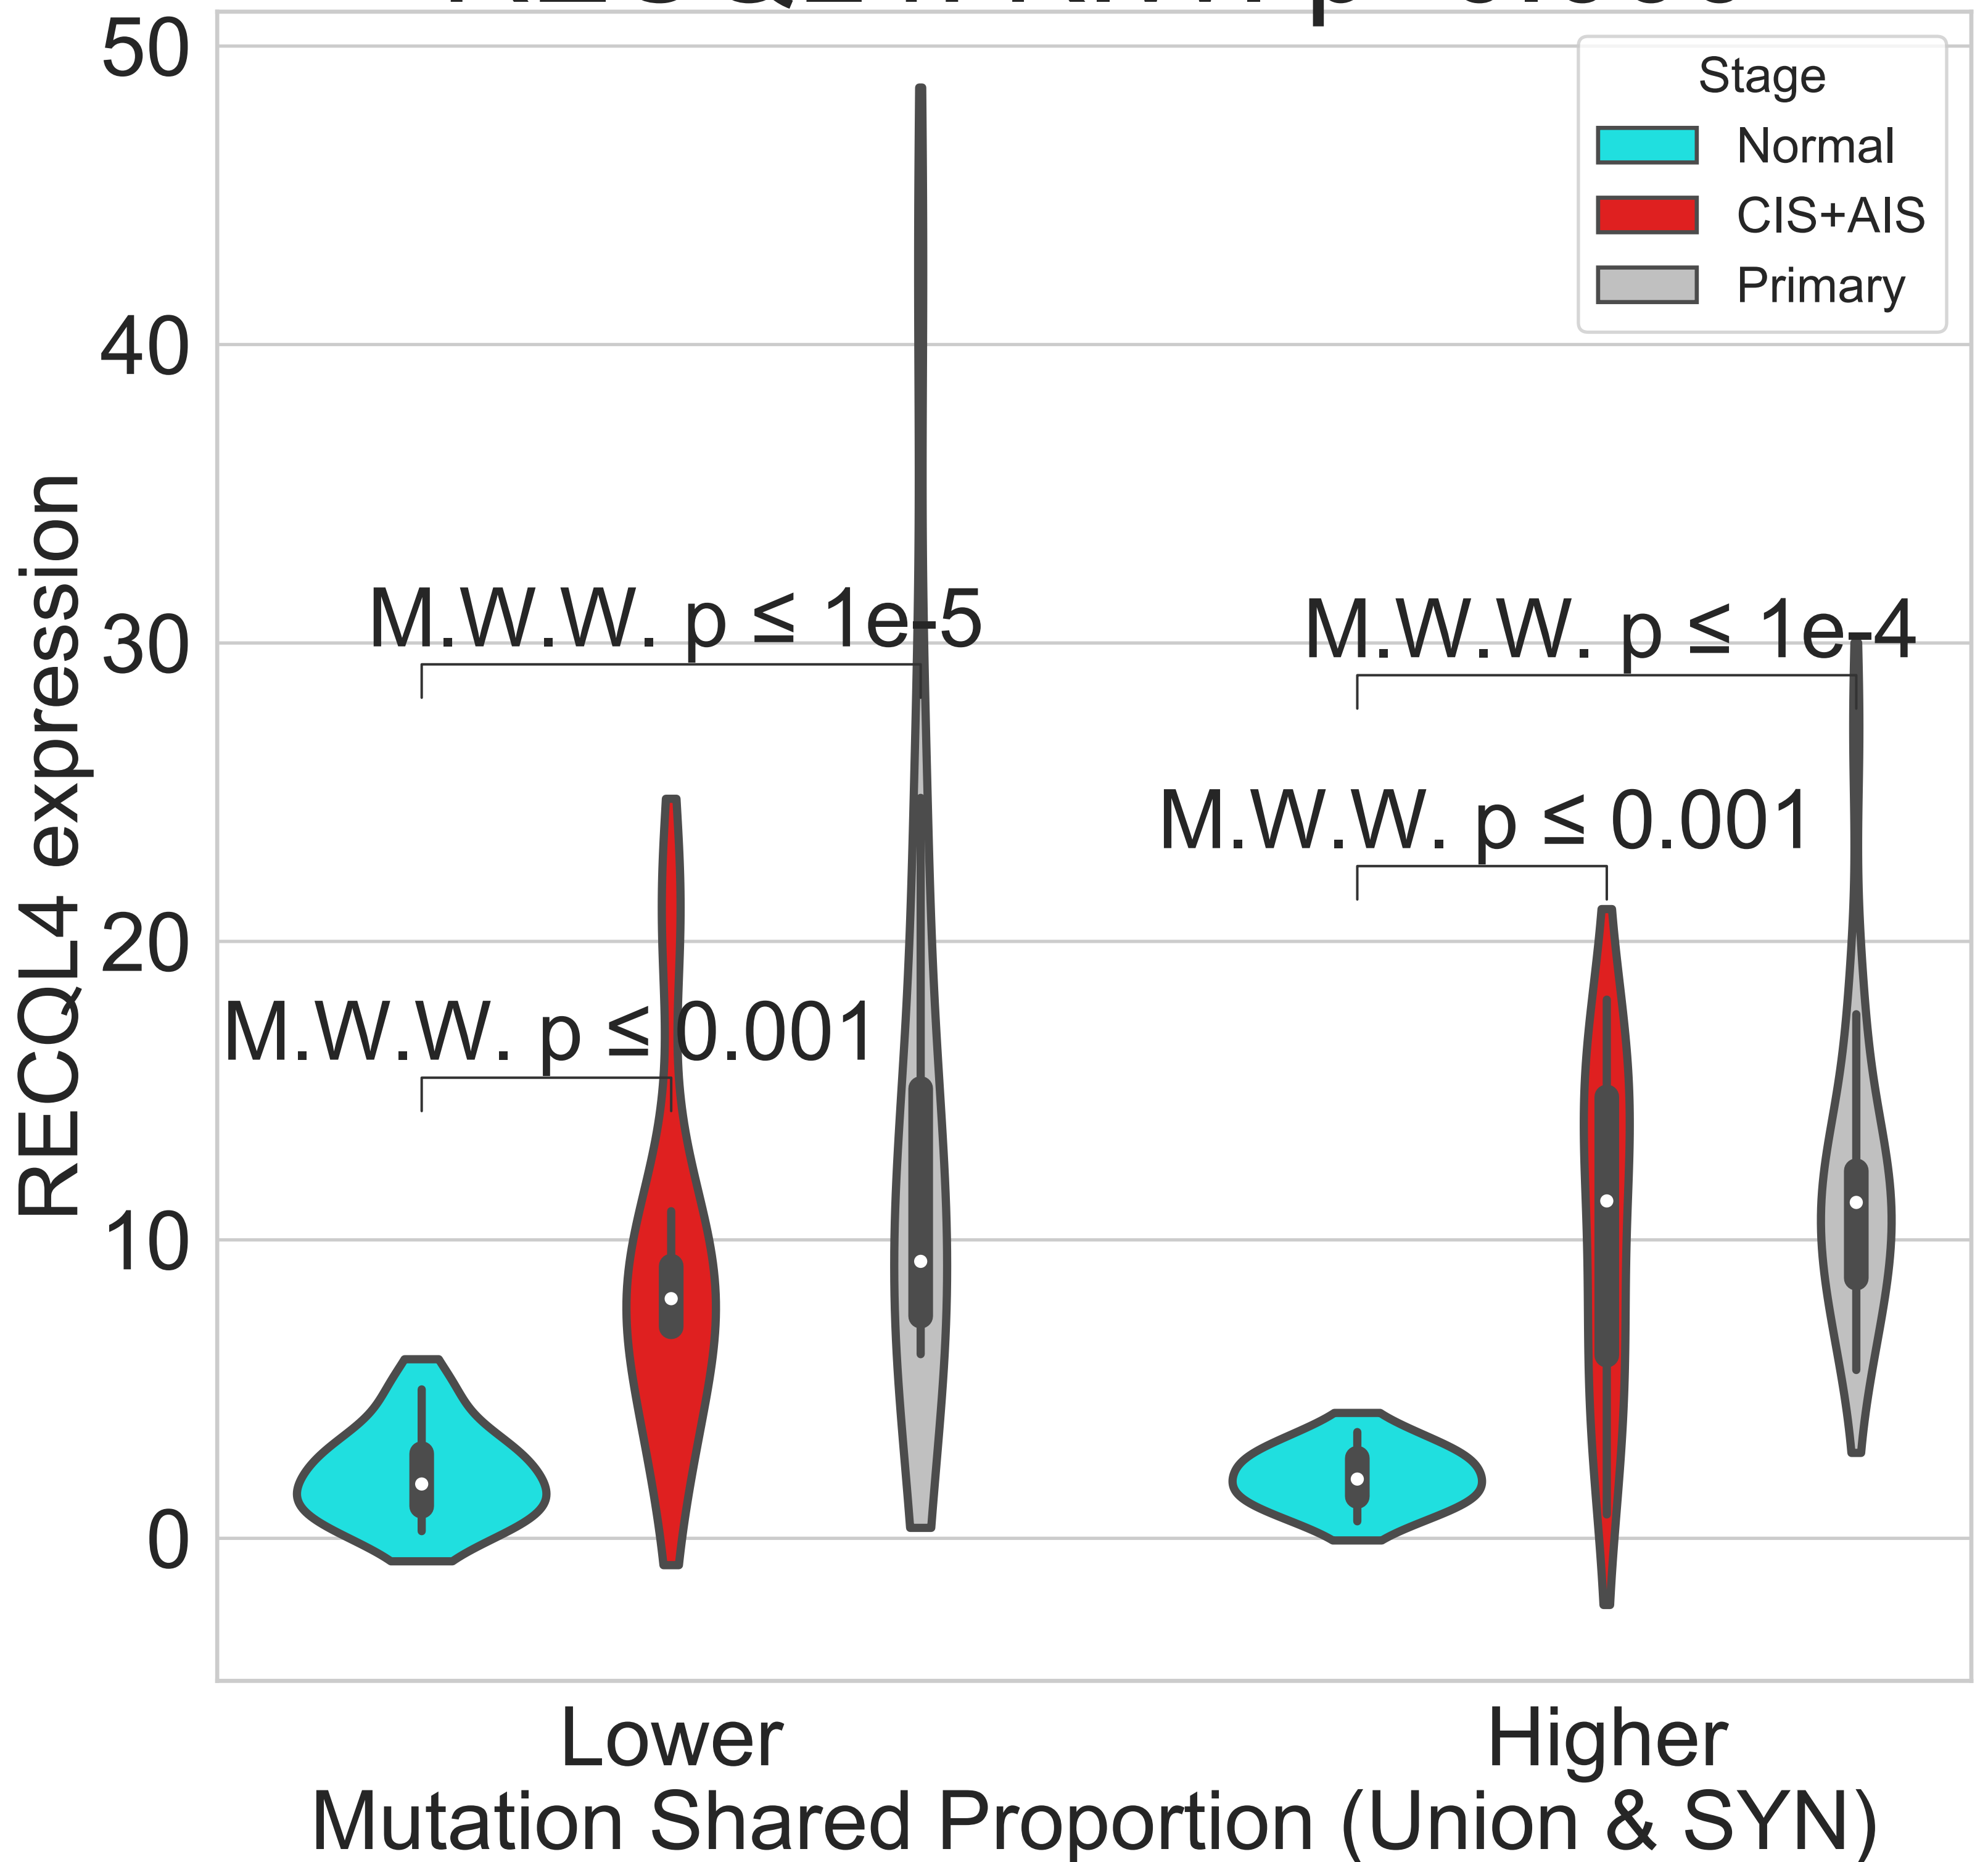 50
Stage
Normal
CIS+AIS
Primary
40
M.W.W. p ≤ 1e-5
M.W.W. p ≤ 1e-4
30
M.W.W. p ≤ 0.001
20
M.W.W. p ≤ 0.001
10
0
RECQL4 expression
Lower
Higher
Mutation Shared Proportion (Union & SYN)